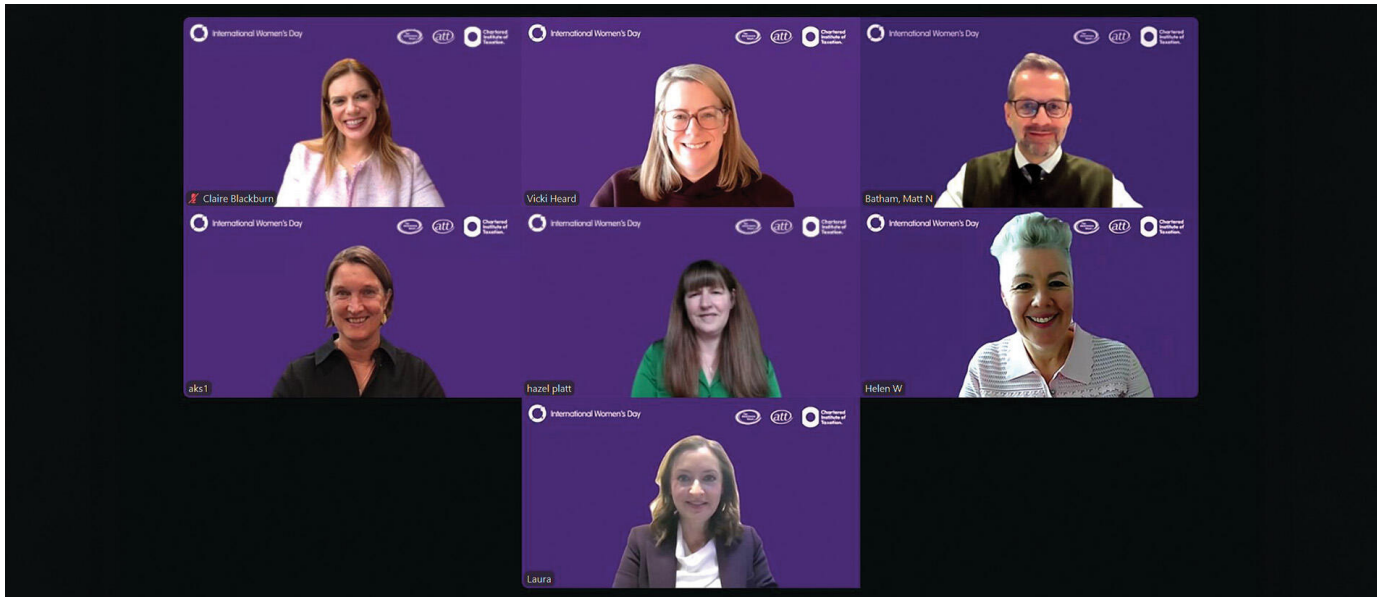 International Women's Day
att
Chartered
Institute of
Taxation.
International Women's Day
att
Chartered
Institute of
Taxation.
International Women's Day
att
Chartered
Institute of
Taxation.
Claire Blackburn
Vicki Heard
Batham, Matt N
International Women's Day
att
Chartered
Institute of
Taxation.
International Women's Day
att
Chartered
Institute of
Taxation.
International Women's Day
att
Chartered
Institute of
Taxation.
aks1
hazel platt
Helen W
International Women's Day
att
Chartered
Institute of
Taxation.
Laura